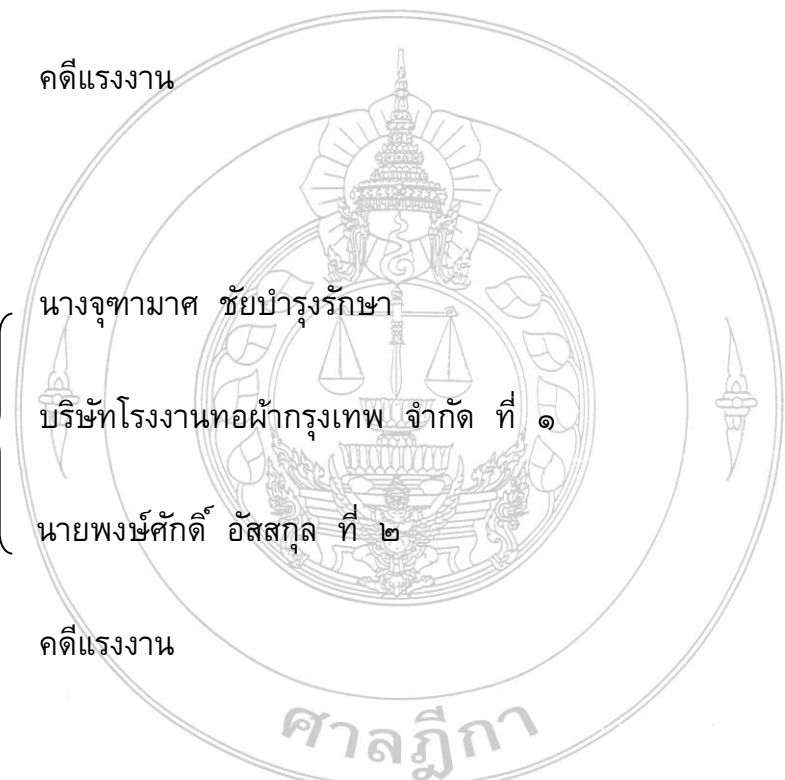 คดีแรงงาน
นางจุฑามาศ ชัยบำรุงรักษา
บริษัทโรงงานทอผ้ากรุงเทพ จำกัด ที่ ๑
นายพงษ์ศักดิ์ อัสสกุล ที่ ๒
คดีแรงงาน
ศาลฎีกา